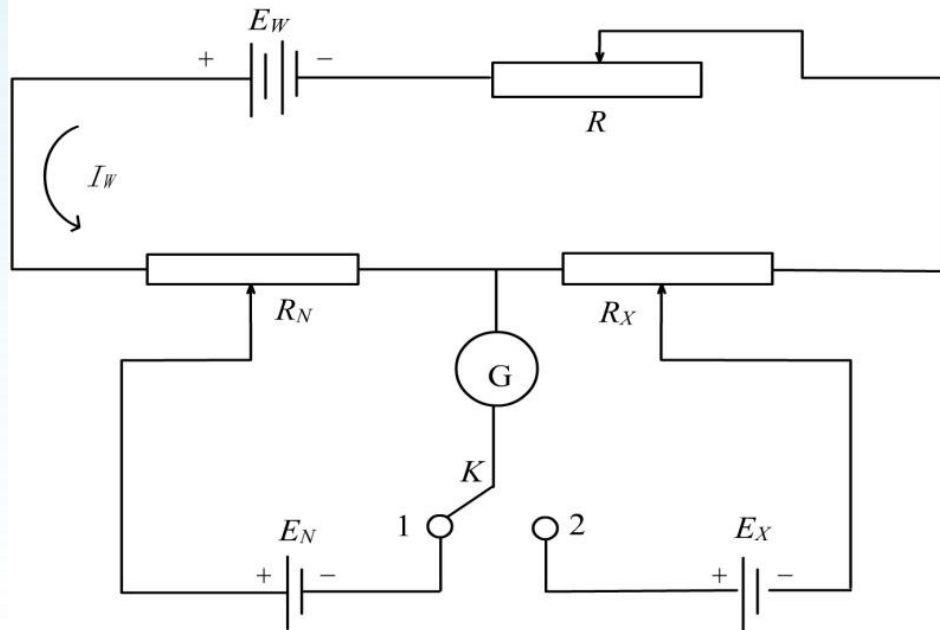 E_W
+ −
R
I_W
R_N R_X
G
K
1 2
E_N E_X
+ − + −